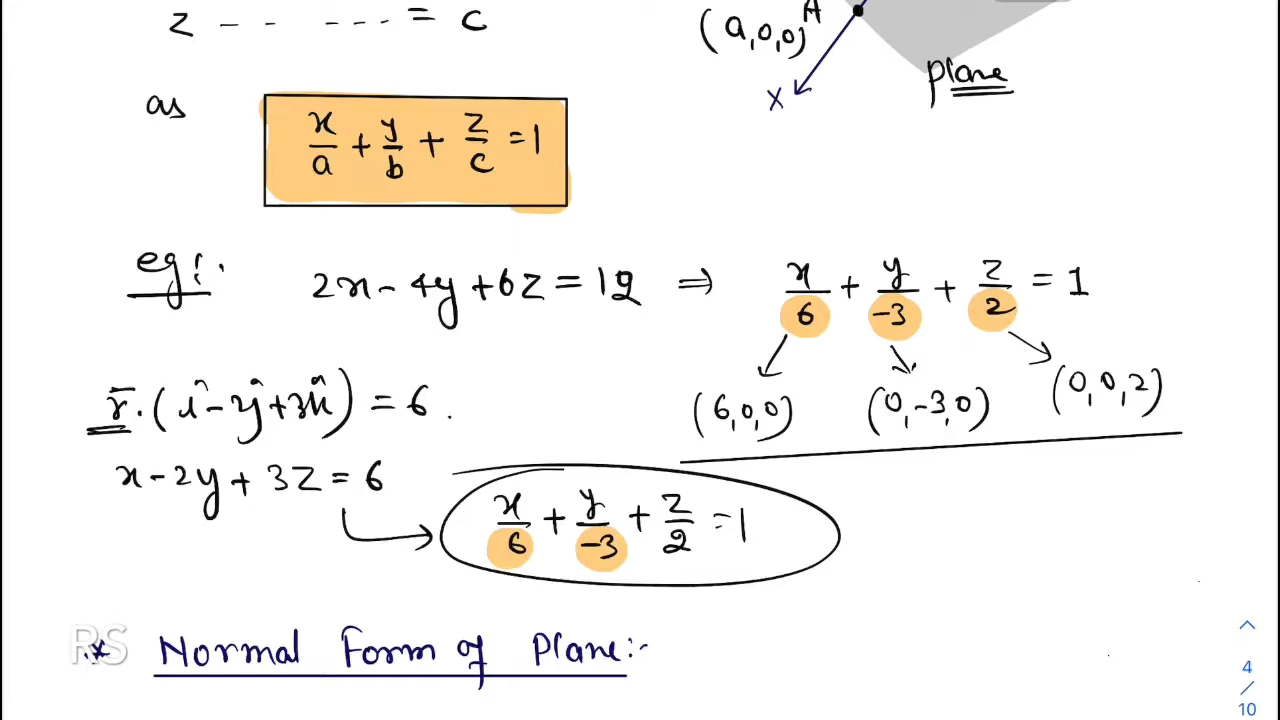 z -- -- --- = c
(a,0,0) A
x
plane
as
x/a + y/b + z/c = 1
eg:.
2x - 4y + 6z = 12 ⇒ x/6 + y/-3 + z/2 = 1
(6,0,0) (0,-3,0) (0,0,2)
r̄.(î - 2ĵ + 3k̂) = 6.
x - 2y + 3z = 6
x/6 + y/-3 + z/2 = 1
RS
* Normal Form of Plane:-
4
/
10